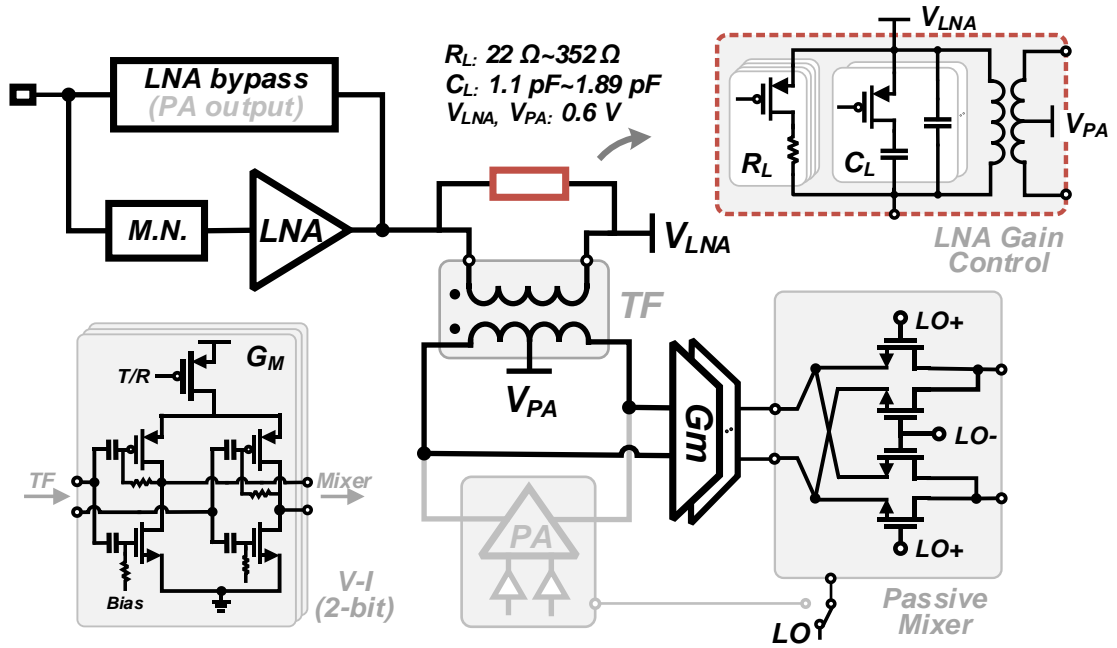 LNA bypass
(PA output)
M.N.
LNA
R_L: 22 Ω~352 Ω
C_L: 1.1 pF~1.89 pF
V_LNA, V_PA: 0.6 V
V_LNA
R_L
C_L
V_PA
LNA Gain
Control
V_LNA
TF
V_PA
Gm
PA
G_M
T/R
TF
Mixer
Bias
V-I
(2-bit)
LO+
LO-
LO+
Passive
Mixer
LO